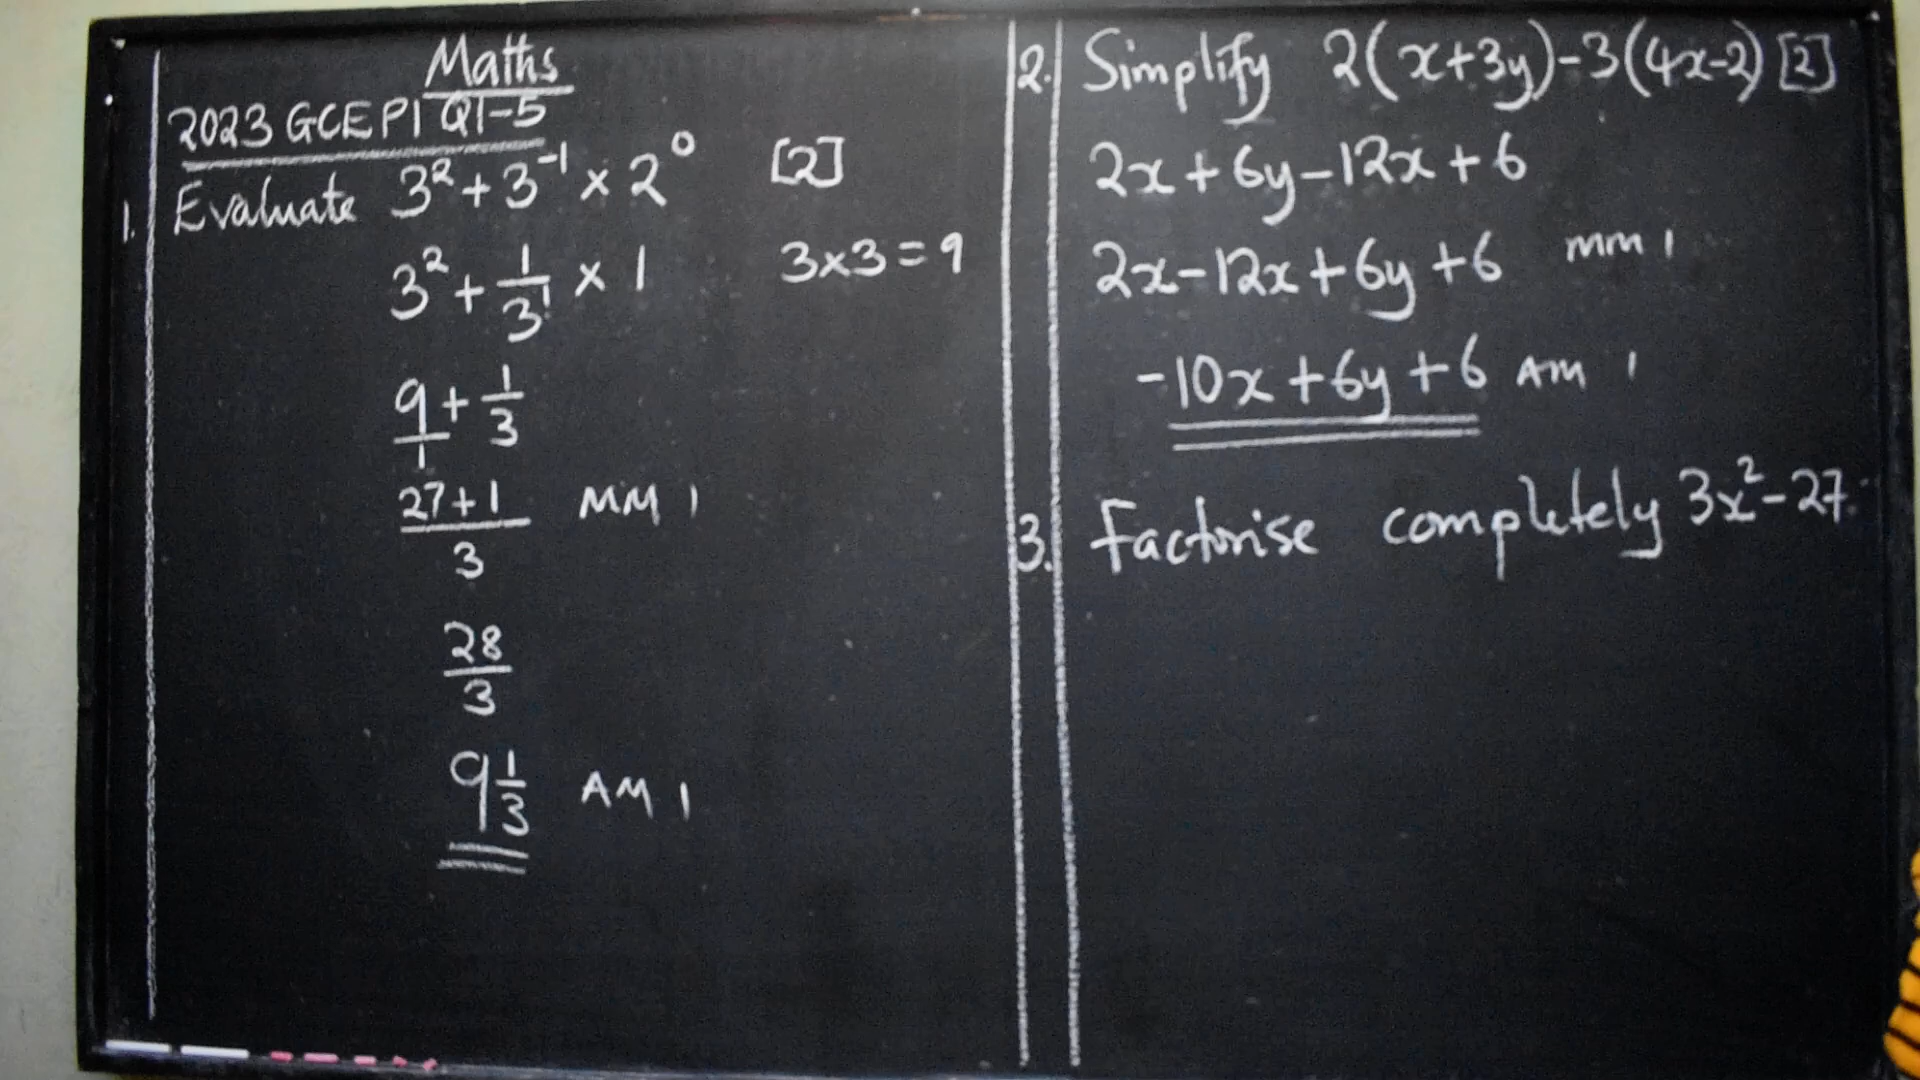 Maths
2023 GCE P1 Q1-5
1. Evaluate 3² + 3⁻¹ × 2⁰ [2]
3² + 1/3¹ × 1 3×3=9
9/1 + 1/3
27+1/3 MM 1
28/3
9 1/3 AM 1
2. Simplify 2(x+3y)-3(4x-2) [2]
2x+6y-12x+6
2x-12x+6y+6 MM 1
-10x+6y+6 AM 1
3. Factorise completely 3x²-27.